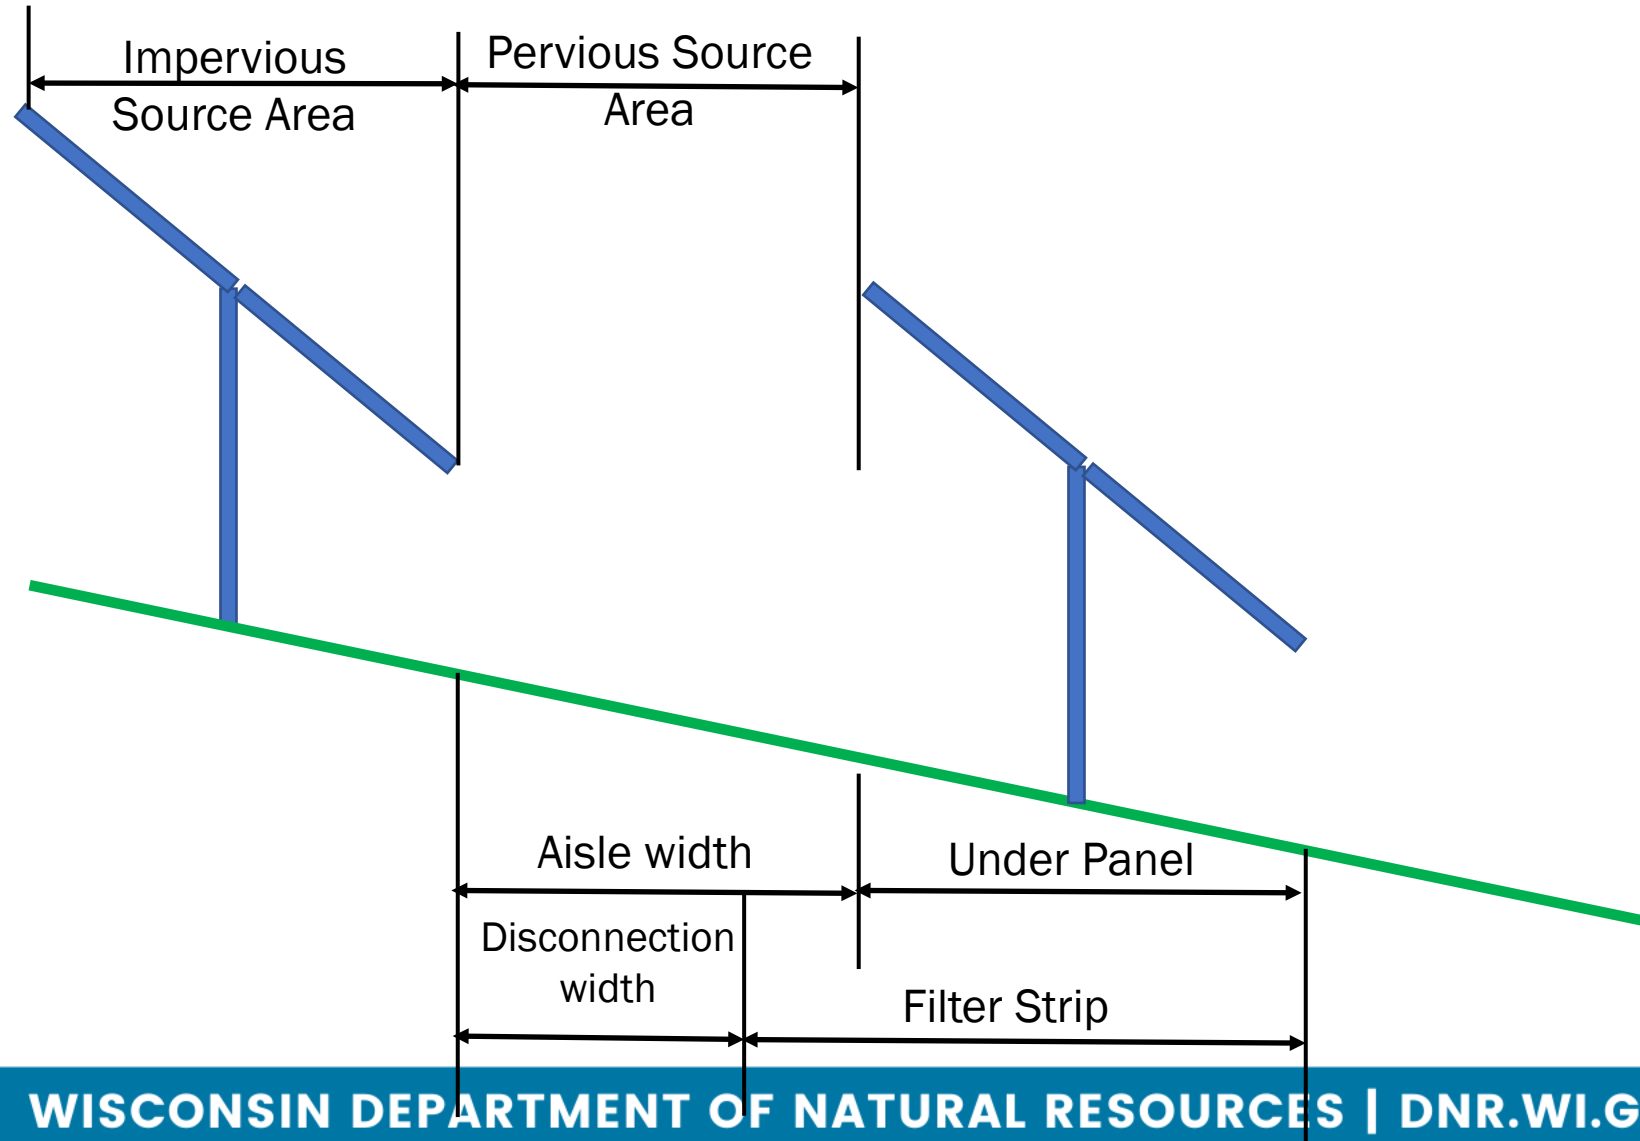 Impervious
Source Area
Pervious Source
Area
Aisle width
Under Panel
Disconnection
width
Filter Strip
WISCONSIN DEPARTMENT OF NATURAL RESOURCES | DNR.WI.G